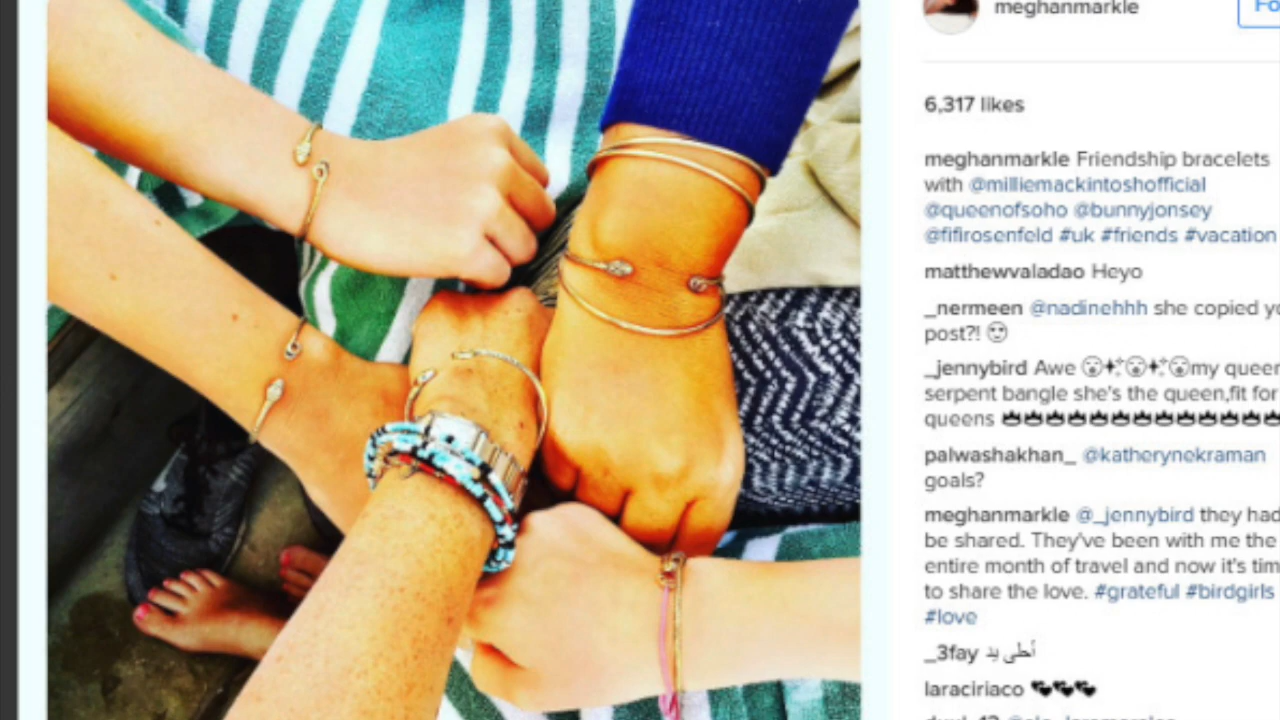 meghanmarkle
Fo
6,317 likes
meghanmarkle Friendship bracelets
with @milliemackintoshofficial
@queenofsoho @bunnyjonsey
@fifirosenfeld #uk #friends #vacation
matthewvaladao Heyo
_nermeen @nadinehhh she copied yo
post?!
_jennybird Awe my queen
serpent bangle she's the queen,fit for
queens
palwashakhan_ @katherynekraman
goals?
meghanmarkle @_jennybird they had
be shared. They've been with me the
entire month of travel and now it's tim
to share the love. #grateful #birdgirls
#love
_3fay
laraciriaco